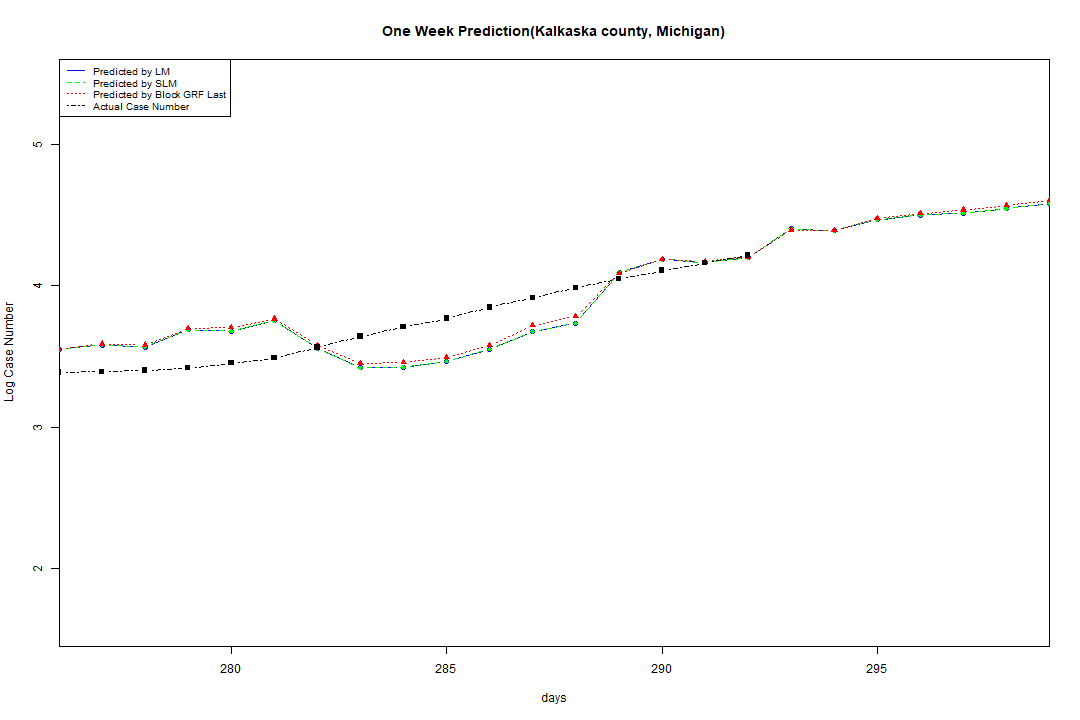 One Week Prediction(Kalkaska county, Michigan)
Predicted by LM
Predicted by SLM
Predicted by Block GRF Last
Actual Case Number
5
4
3
2
Log Case Number
280 285 290 295
days